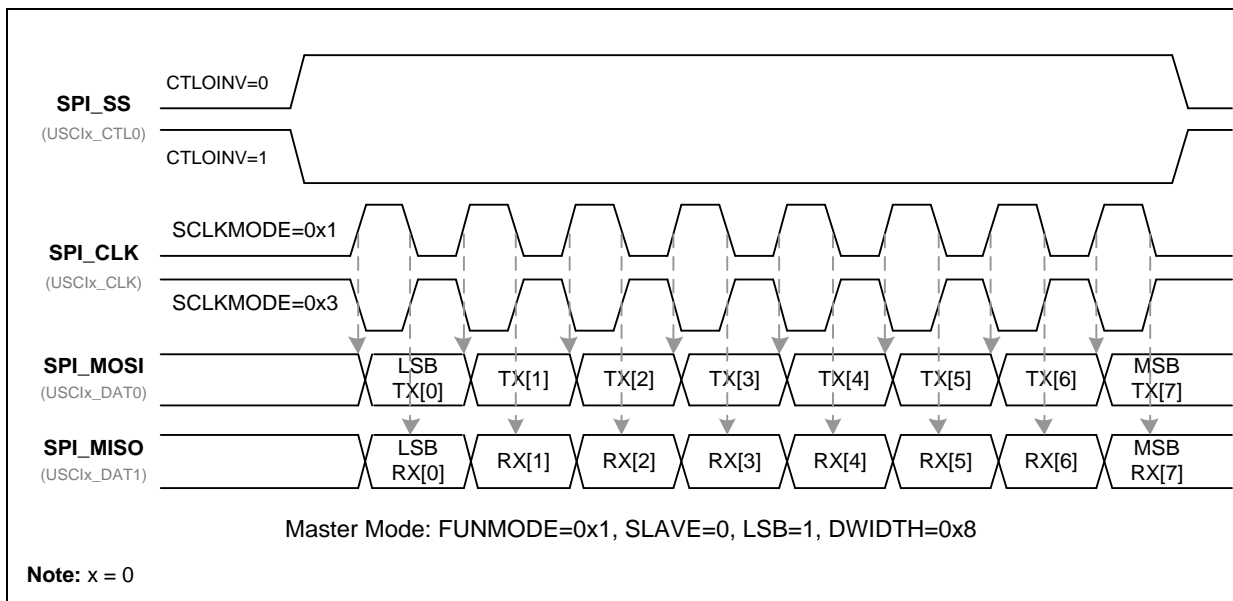 CTLOINV=0
SPI_SS
(USCIx_CTL0)
CTLOINV=1
SCLKMODE=0x1
SPI_CLK
(USCIx_CLK)
SCLKMODE=0x3
SPI_MOSI
(USCIx_DAT0)
LSB TX[0] TX[1] TX[2] TX[3] TX[4] TX[5] TX[6] MSB TX[7]
SPI_MISO
(USCIx_DAT1)
LSB RX[0] RX[1] RX[2] RX[3] RX[4] RX[5] RX[6] MSB RX[7]
Master Mode: FUNMODE=0x1, SLAVE=0, LSB=1, DWIDTH=0x8
Note: x = 0